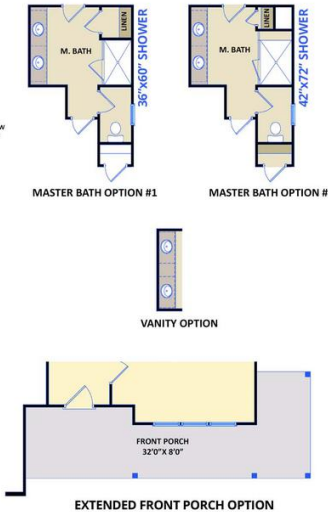 LINEN
M. BATH
36"x60" SHOWER
MASTER BATH OPTION #1
LINEN
M. BATH
42"x72" SHOWER
MASTER BATH OPTION #
VANITY OPTION
FRONT PORCH
32'0"X 8'0"
EXTENDED FRONT PORCH OPTION